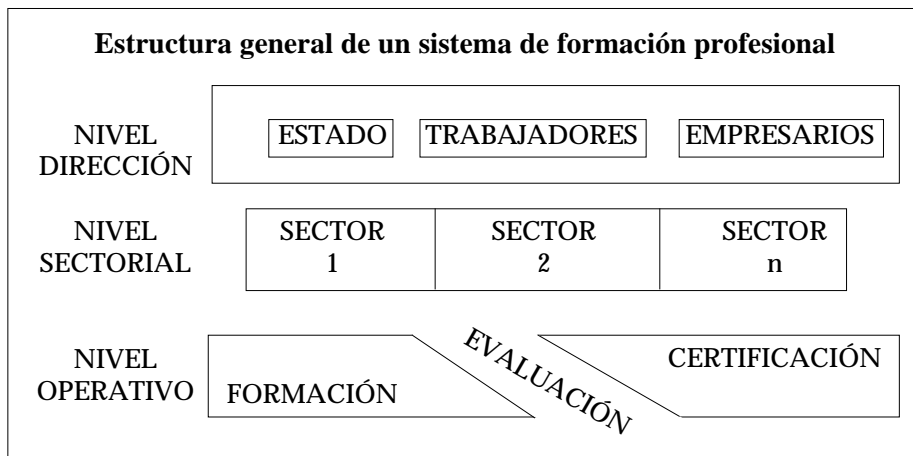 Estructura general de un sistema de formación profesional
NIVEL
DIRECCIÓN
ESTADO
TRABAJADORES
EMPRESARIOS
NIVEL
SECTORIAL
SECTOR
1
SECTOR
2
SECTOR
n
NIVEL
OPERATIVO
FORMACIÓN
EVALUACIÓN
CERTIFICACIÓN